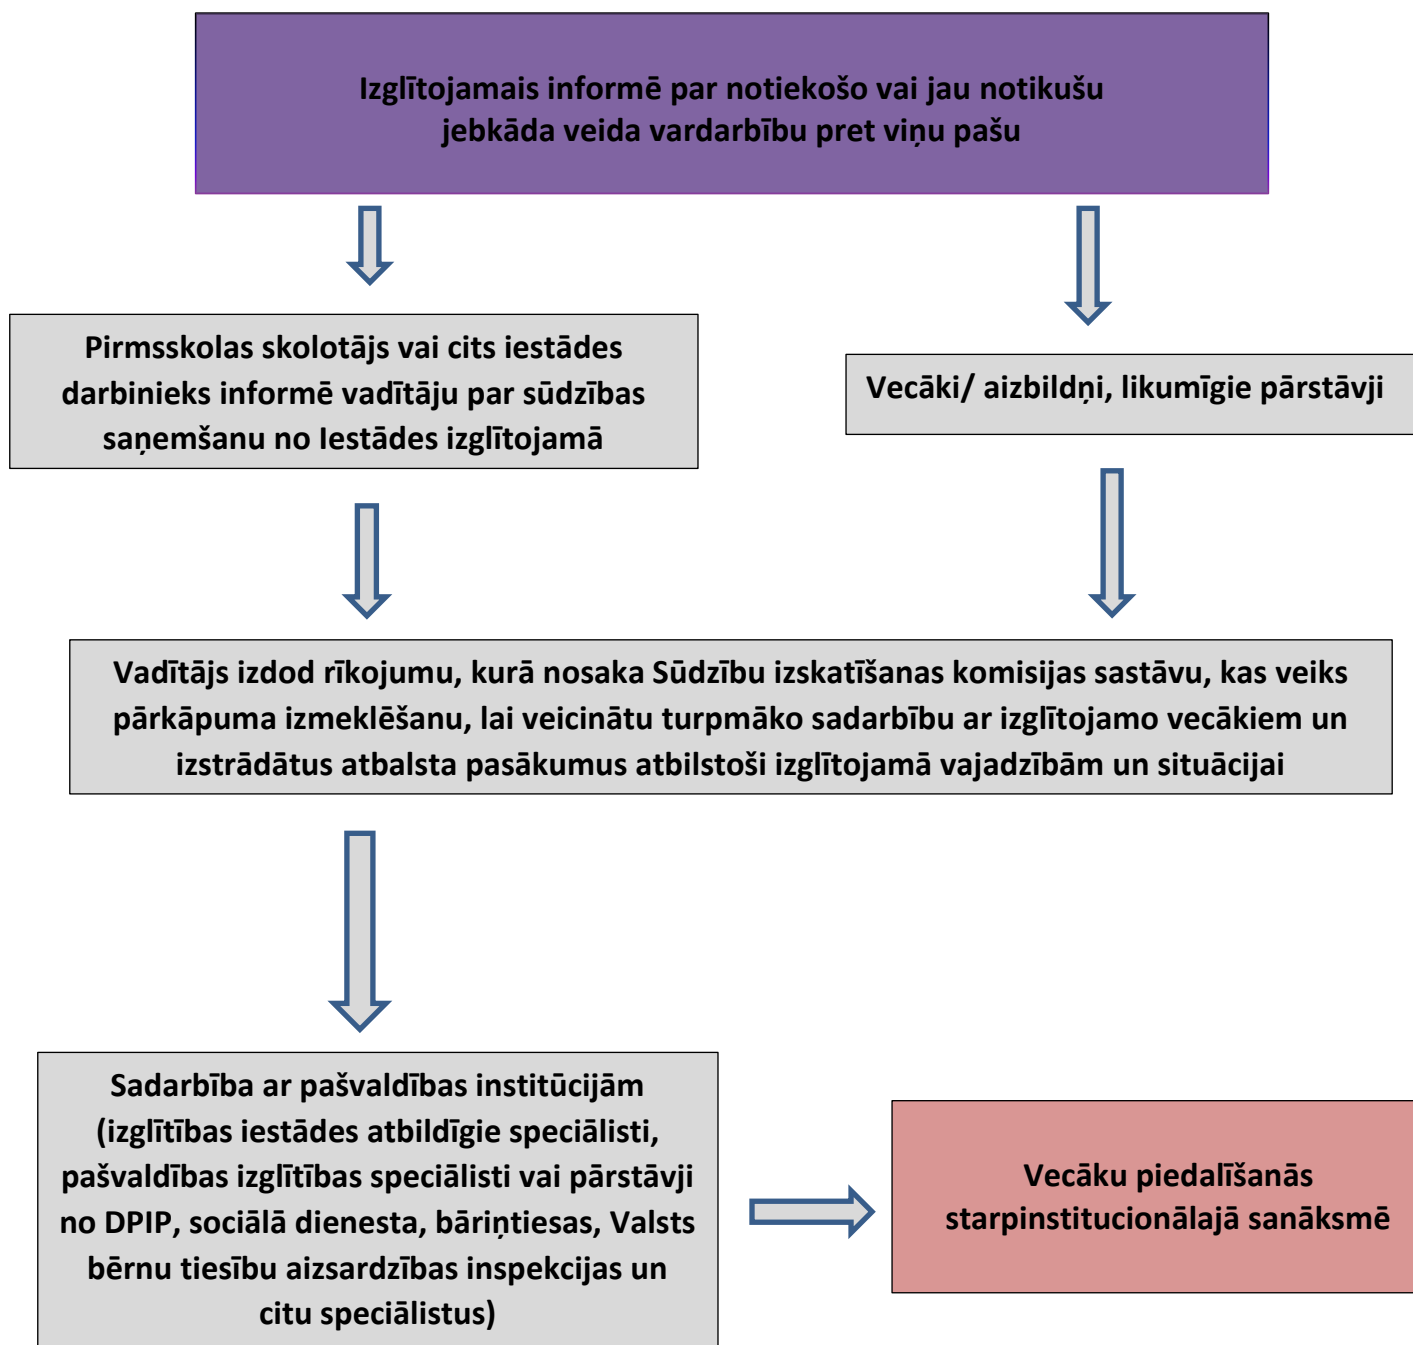 Izglītojamais informē par notiekošo vai jau notikušu
jebkāda veida vardarbību pret viņu pašu
Pirmsskolas skolotājs vai cits iestādes
darbinieks informē vadītāju par sūdzības
saņemšanu no Iestādes izglītojamā
Vecāki/ aizbildņi, likumīgie pārstāvji
Vadītājs izdod rīkojumu, kurā nosaka Sūdzību izskatīšanas komisijas sastāvu, kas veiks
pārkāpuma izmeklēšanu, lai veicinātu turpmāko sadarbību ar izglītojamo vecākiem un
izstrādātus atbalsta pasākumus atbilstoši izglītojamā vajadzībām un situācijai
Sadarbība ar pašvaldības institūcijām
(izglītības iestādes atbildīgie speciālisti,
pašvaldības izglītības speciālisti vai pārstāvji
no DPIP, sociālā dienesta, bāriņtiesas, Valsts
bērnu tiesību aizsardzības inspekcijas un
citu speciālistus)
Vecāku piedalīšanās
starpinstitucionālajā sanāksmē